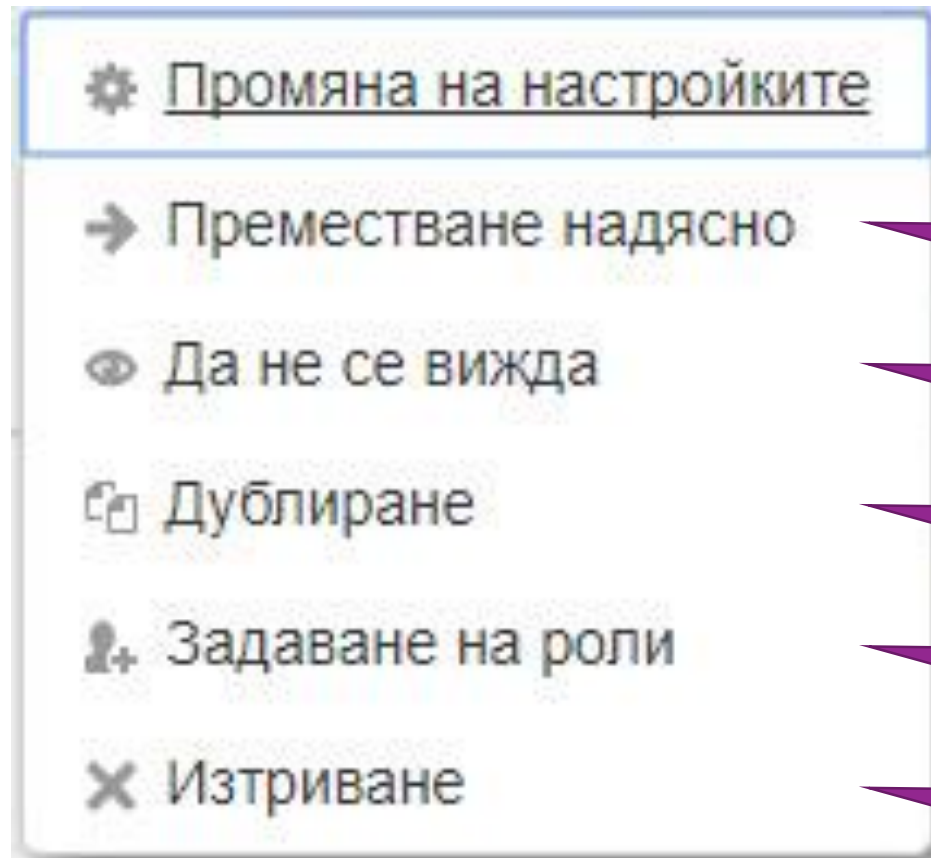 Промяна на настройките
Преместване надясно
Да не се вижда
Дублиране
Задаване на роли
Изтриване